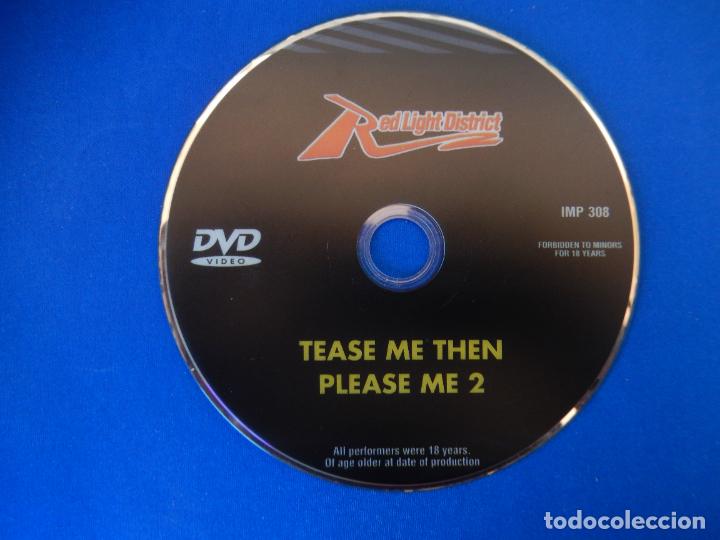 Red Light District
IMP 308
DVD
VIDEO
FORBIDDEN TO MINORS
FOR 18 YEARS
TEASE ME THEN
PLEASE ME 2
All performers were 18 years.
Of age older at date of production
todocoleccion